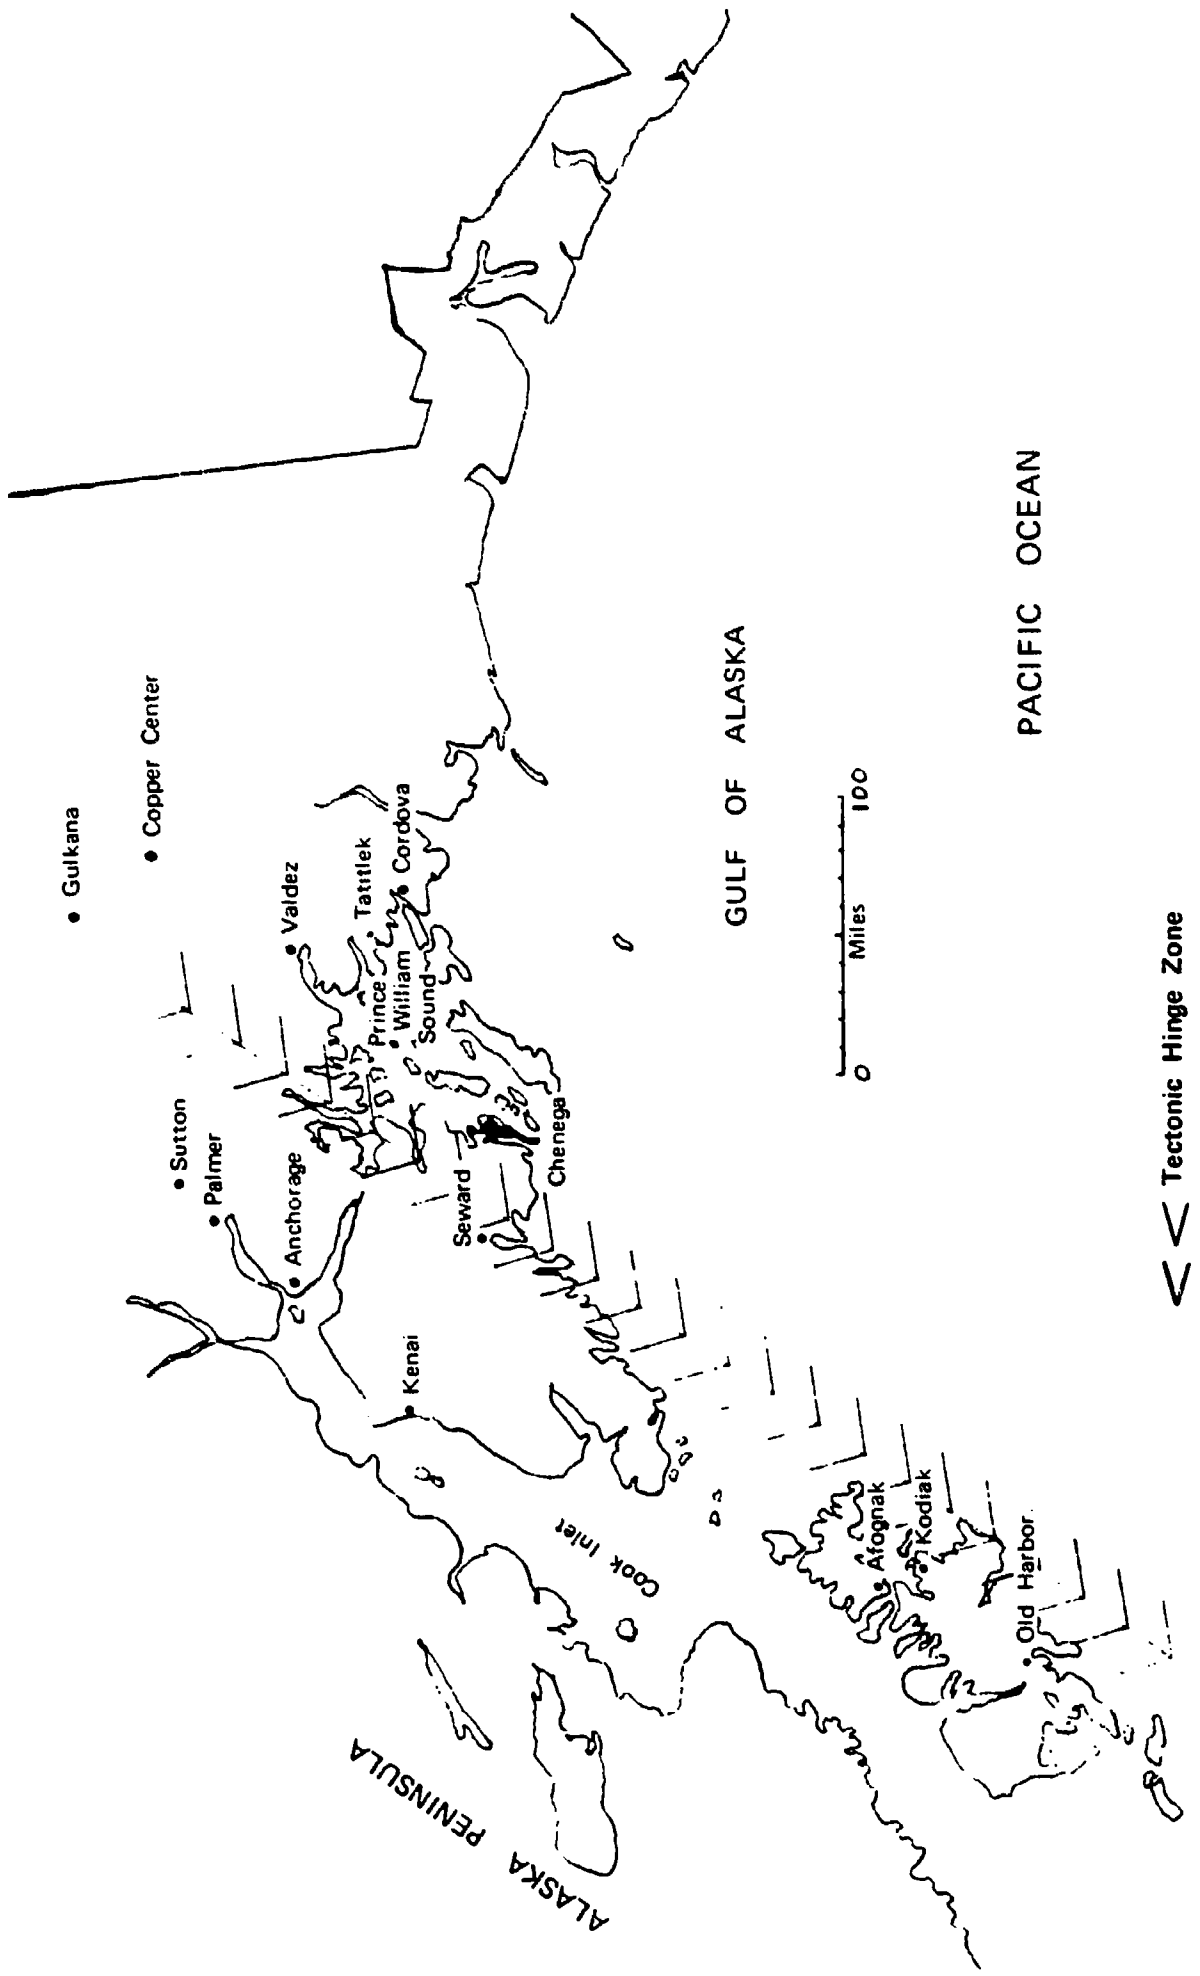 Gulkana
Copper Center
Sutton
Palmer
Valdez
Anchorage
Tatitlek
Prince
William
Sound
Cordova
Kenai
Seward
Chenega
Cook Inlet
ALASKA PENINSULA
GULF OF ALASKA
0 100
Miles
Afognak
Kodiak
Old Harbor
PACIFIC OCEAN
<< Tectonic Hinge Zone